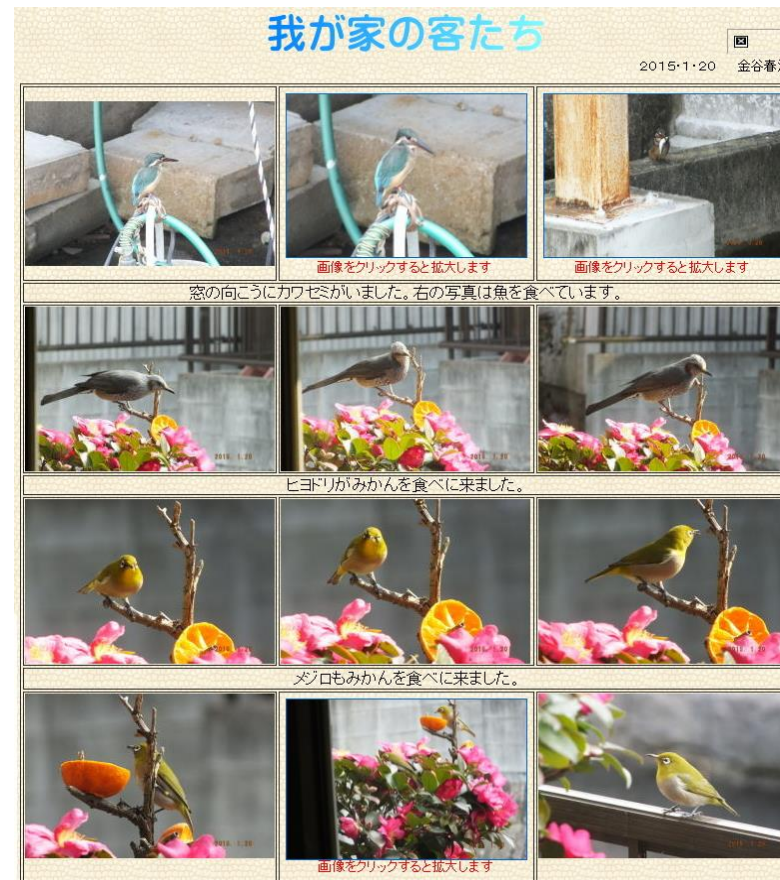 我が家の客たち
2015・1・20 金谷春
画像をクリックすると拡大します
画像をクリックすると拡大します
窓の向こうにカワセミがいました。右の写真は魚を食べています。
ヒヨドリがみかんを食べに来ました。
メジロもみかんを食べに来ました。
画像をクリックすると拡大します